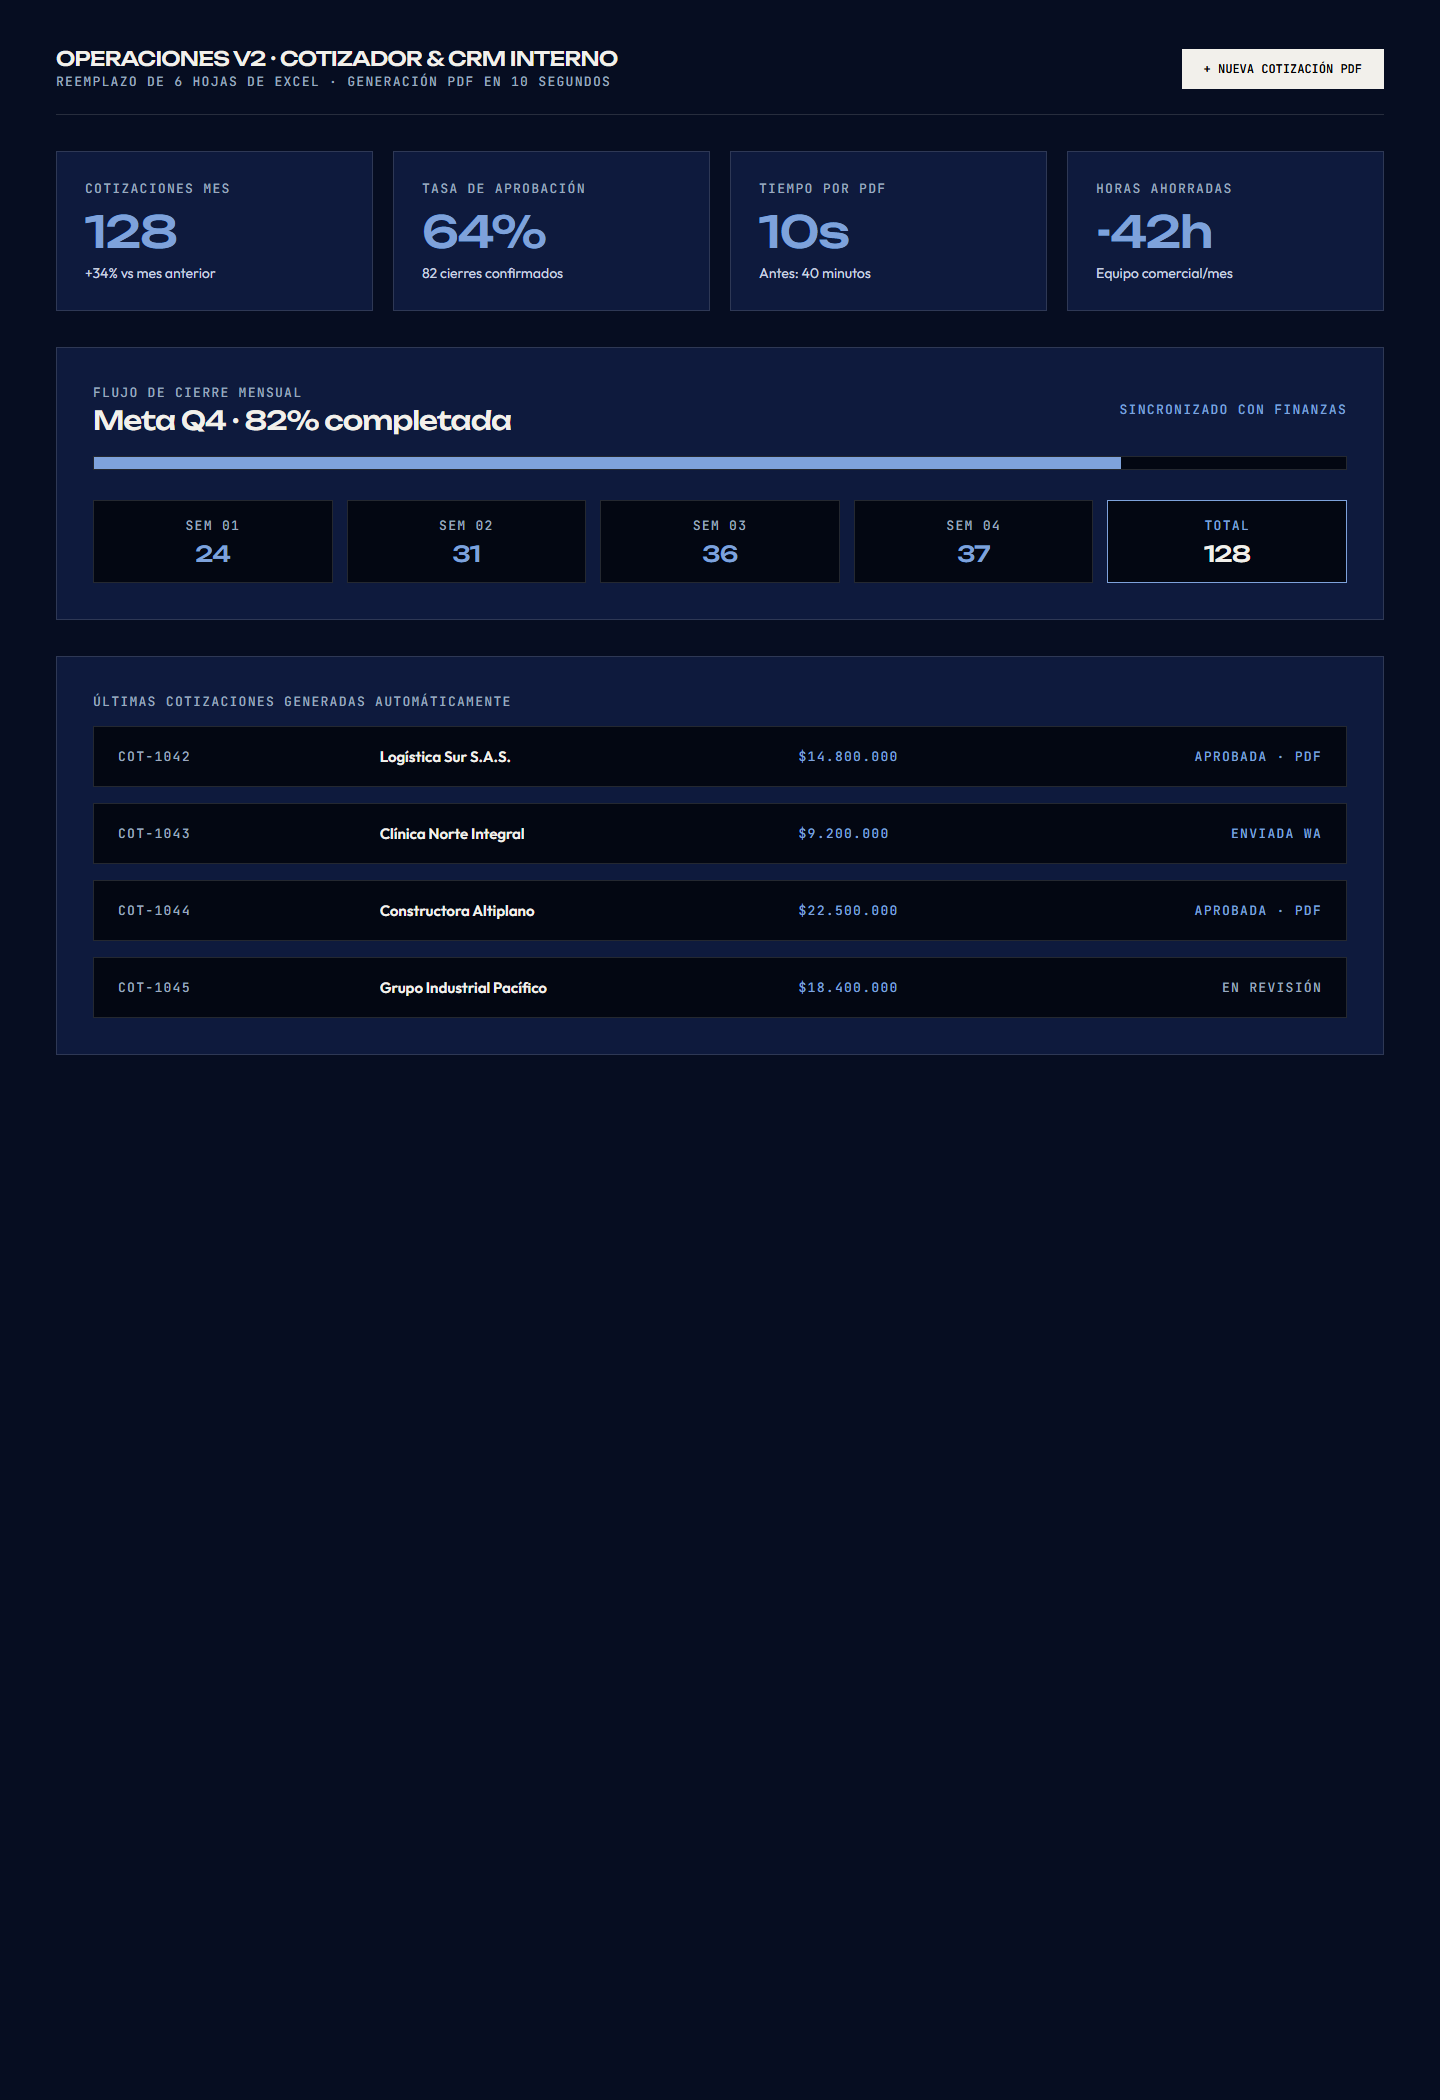 OPERACIONES V2 · COTIZADOR & CRM INTERNO
REEMPLAZO DE 6 HOJAS DE EXCEL · GENERACIÓN PDF EN 10 SEGUNDOS
+ NUEVA COTIZACIÓN PDF
COTIZACIONES MES
128
+34% vs mes anterior
TASA DE APROBACIÓN
64%
82 cierres confirmados
TIEMPO POR PDF
10s
Antes: 40 minutos
HORAS AHORRADAS
-42h
Equipo comercial/mes
FLUJO DE CIERRE MENSUAL
Meta Q4 · 82% completada
SINCRONIZADO CON FINANZAS
SEM 01
24
SEM 02
31
SEM 03
36
SEM 04
37
TOTAL
128
ÚLTIMAS COTIZACIONES GENERADAS AUTOMÁTICAMENTE
COT-1042 Logística Sur S.A.S. $14.800.000 APROBADA · PDF
COT-1043 Clínica Norte Integral $9.200.000 ENVIADA WA
COT-1044 Constructora Altiplano $22.500.000 APROBADA · PDF
COT-1045 Grupo Industrial Pacífico $18.400.000 EN REVISIÓN